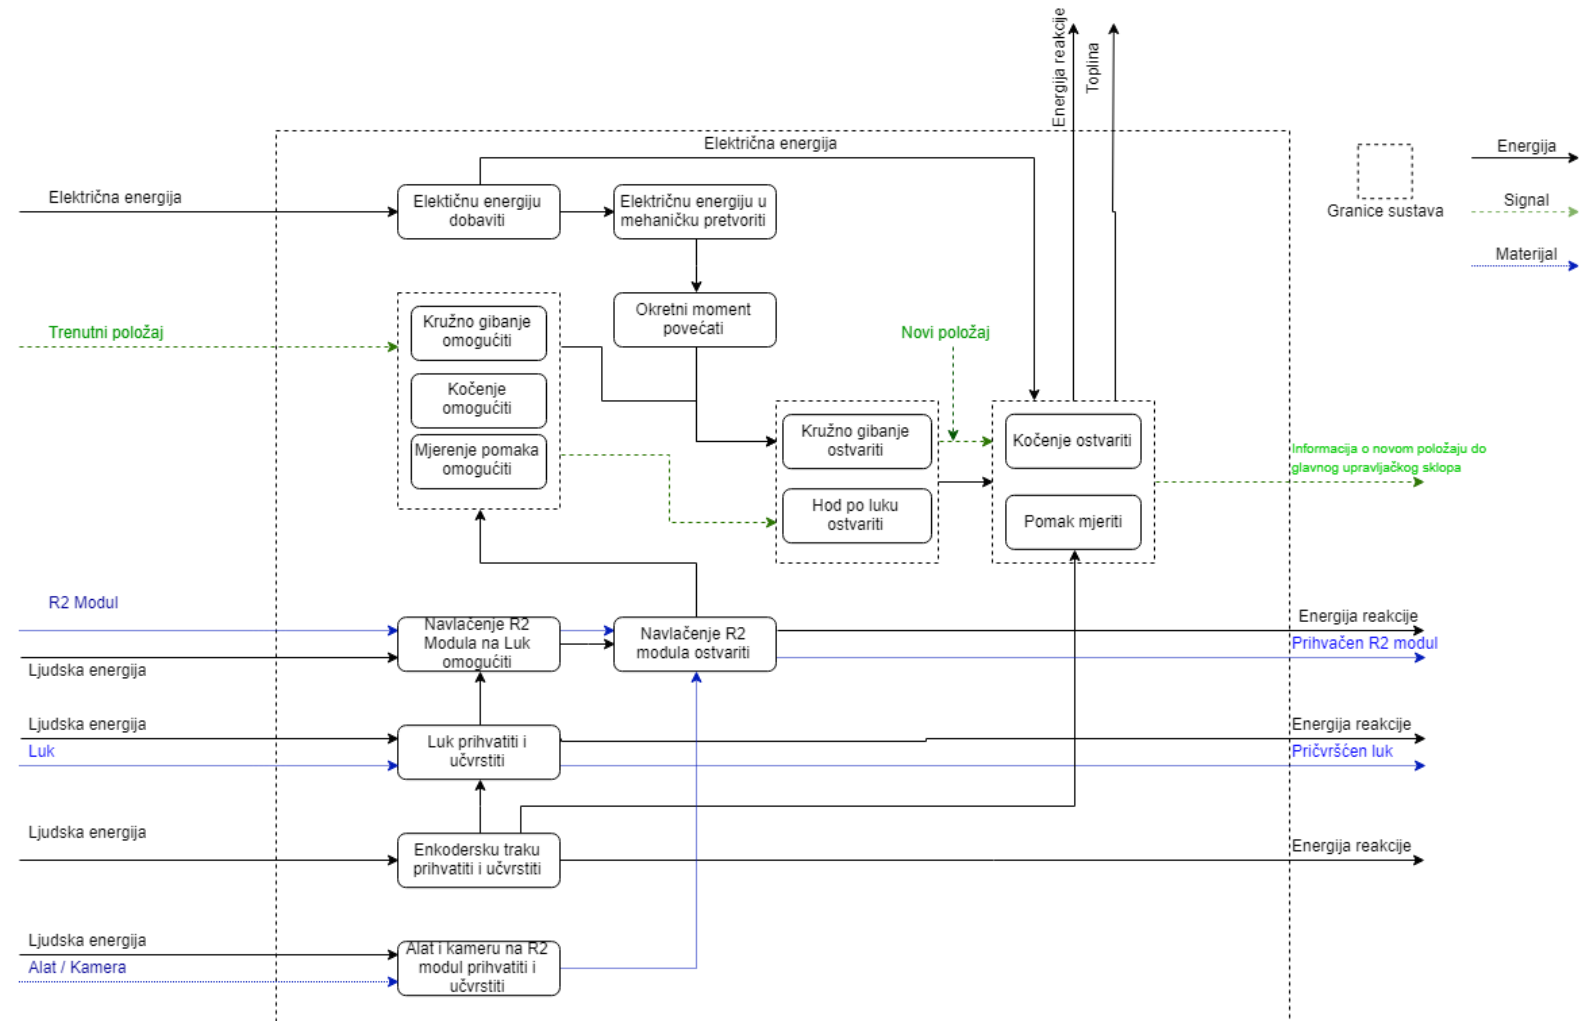 Energija reakcije
Toplina
Elektrićna energija
Energija
Signal
Granice sustava
Materijal
Elektrićna energija
Elektičnu energiju
dobaviti
Elektrićnu energiju u
mehaničku pretvoriti
Okretni moment
povećati
Trenutni položaj
Kružno gibanje
omogućiti
Kočenje
omogućiti
Mjerenje pomaka
omogućiti
Novi položaj
Kružno gibanje
ostvariti
Hod po luku
ostvariti
Kočenje ostvariti
Pomak mjeriti
Informacija o novom položaju do
glavnog upravljačkog sklopa
R2 Modul
Ljudska energija
Navlačenje R2
Modula na Luk
omogućiti
Navlačenje R2
modula ostvariti
Energija reakcije
Prihvačen R2 modul
Ljudska energija
Luk
Luk prihvatiti i
učvrstiti
Energija reakcije
Pričvršćen luk
Ljudska energija
Enkodersku traku
prihvatiti i učvrstiti
Energija reakcije
Ljudska energija
Alat / Kamera
Alat i kameru na R2
modul prihvatiti i
učvrstiti